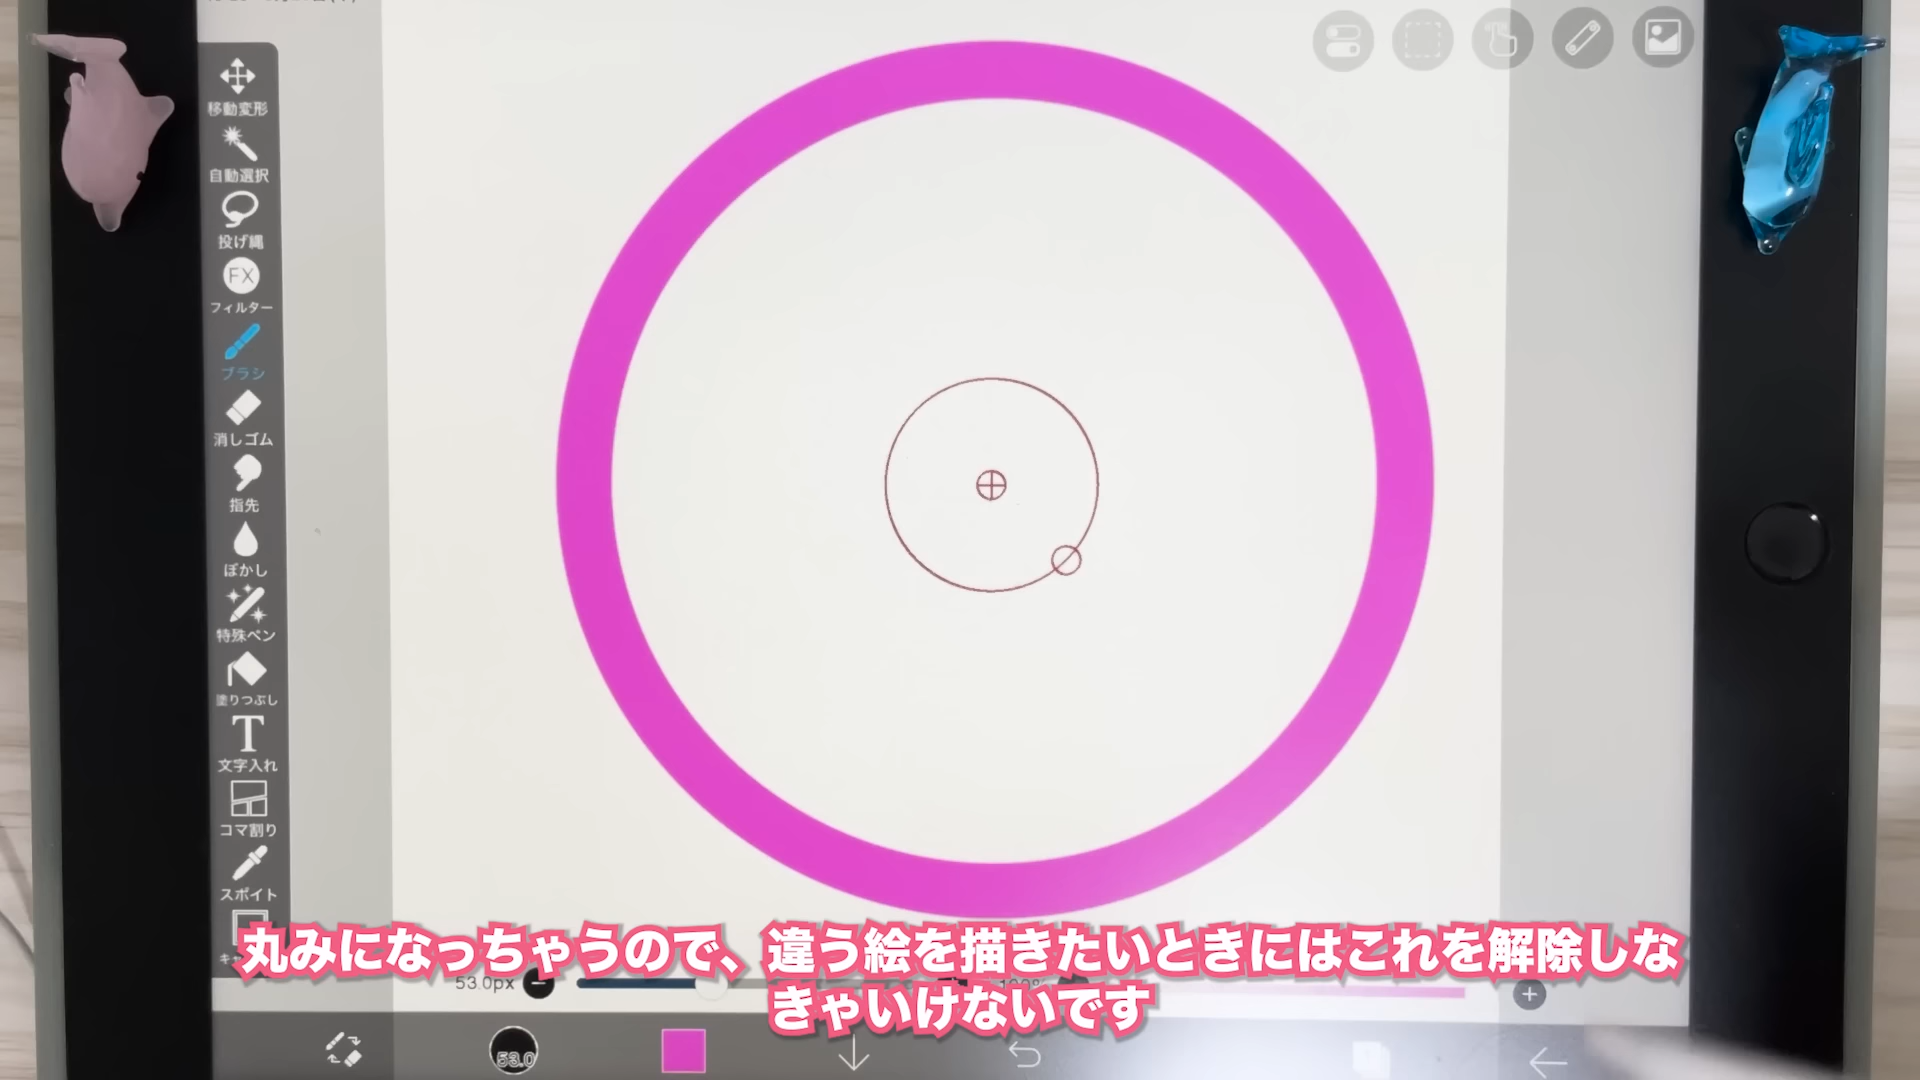 移動変形
自動選択
投げ縄
FX
フィルター
ブラシ
消しゴム
指先
ぼかし
特殊ペン
塗りつぶし
T
文字入れ
コマ割り
スポイト
丸みになっちゃうので、違う絵を描きたいときにはこれを解除しな
きゃいけないです
53.0px
53.0